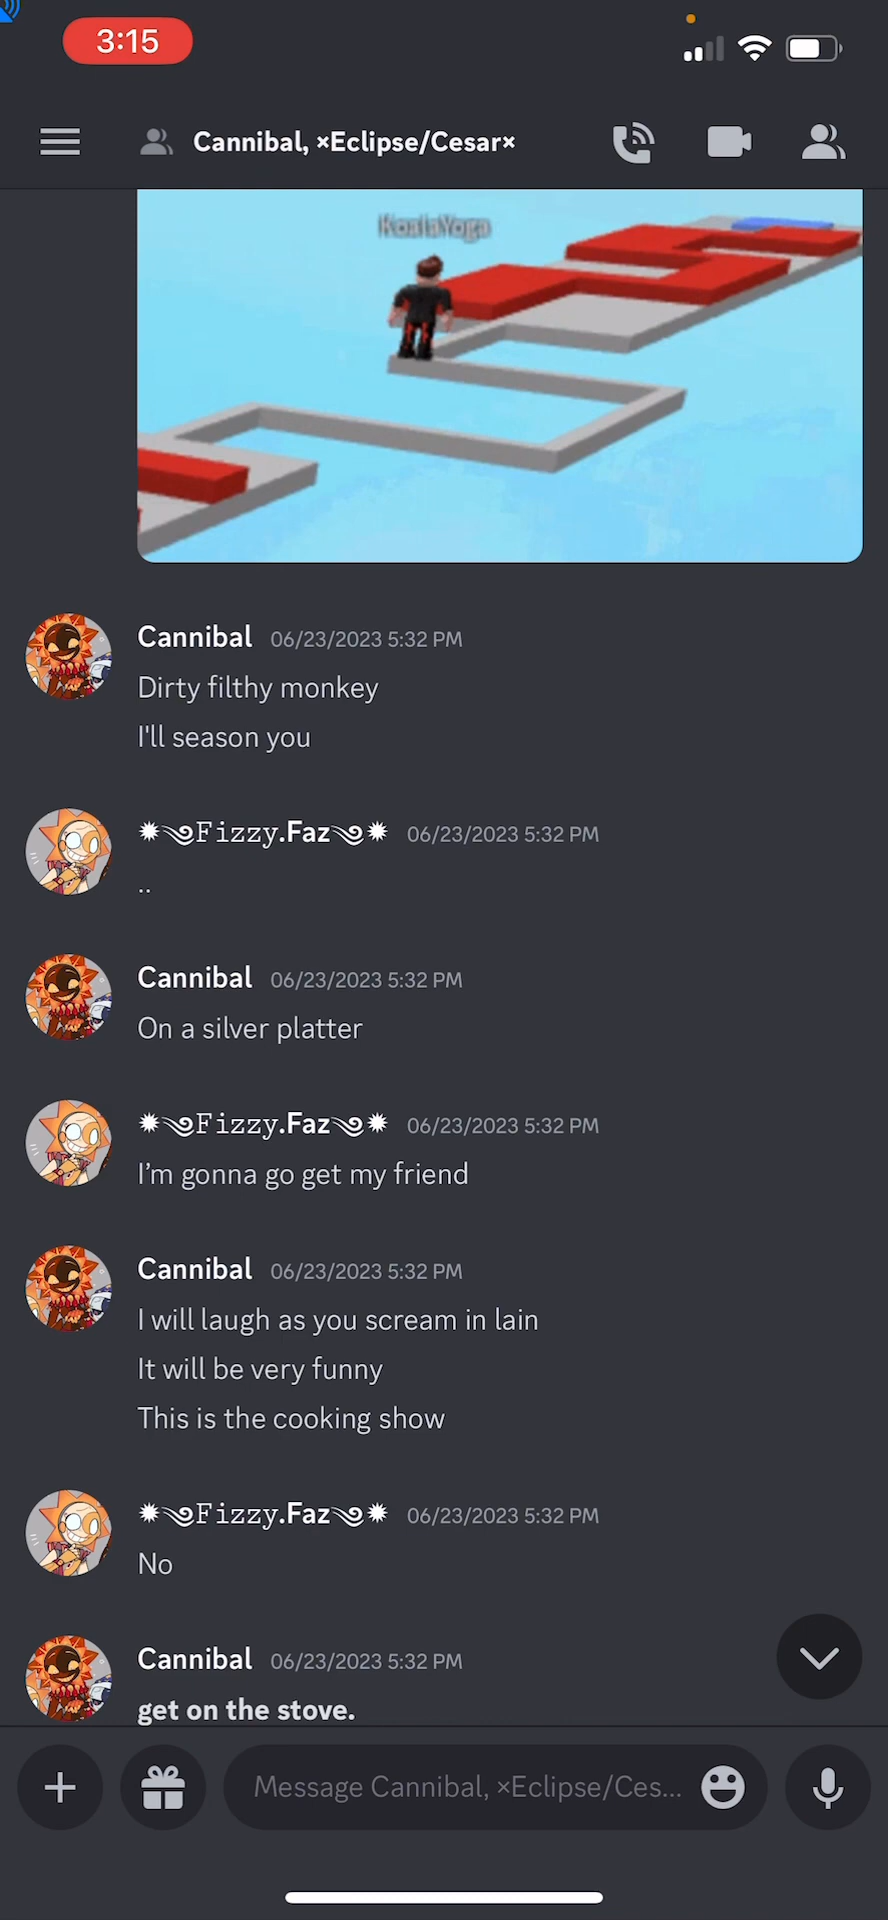 3:15
Cannibal, ×Eclipse/Cesar×
KoalaYoga
Cannibal 06/23/2023 5:32 PM
Dirty filthy monkey
I'll season you
✹༄Fizzy.Faz༄✹ 06/23/2023 5:32 PM
..
Cannibal 06/23/2023 5:32 PM
On a silver platter
✹༄Fizzy.Faz༄✹ 06/23/2023 5:32 PM
I’m gonna go get my friend
Cannibal 06/23/2023 5:32 PM
I will laugh as you scream in lain
It will be very funny
This is the cooking show
✹༄Fizzy.Faz༄✹ 06/23/2023 5:32 PM
No
Cannibal 06/23/2023 5:32 PM
get on the stove.
Message Cannibal, ×Eclipse/Ces...